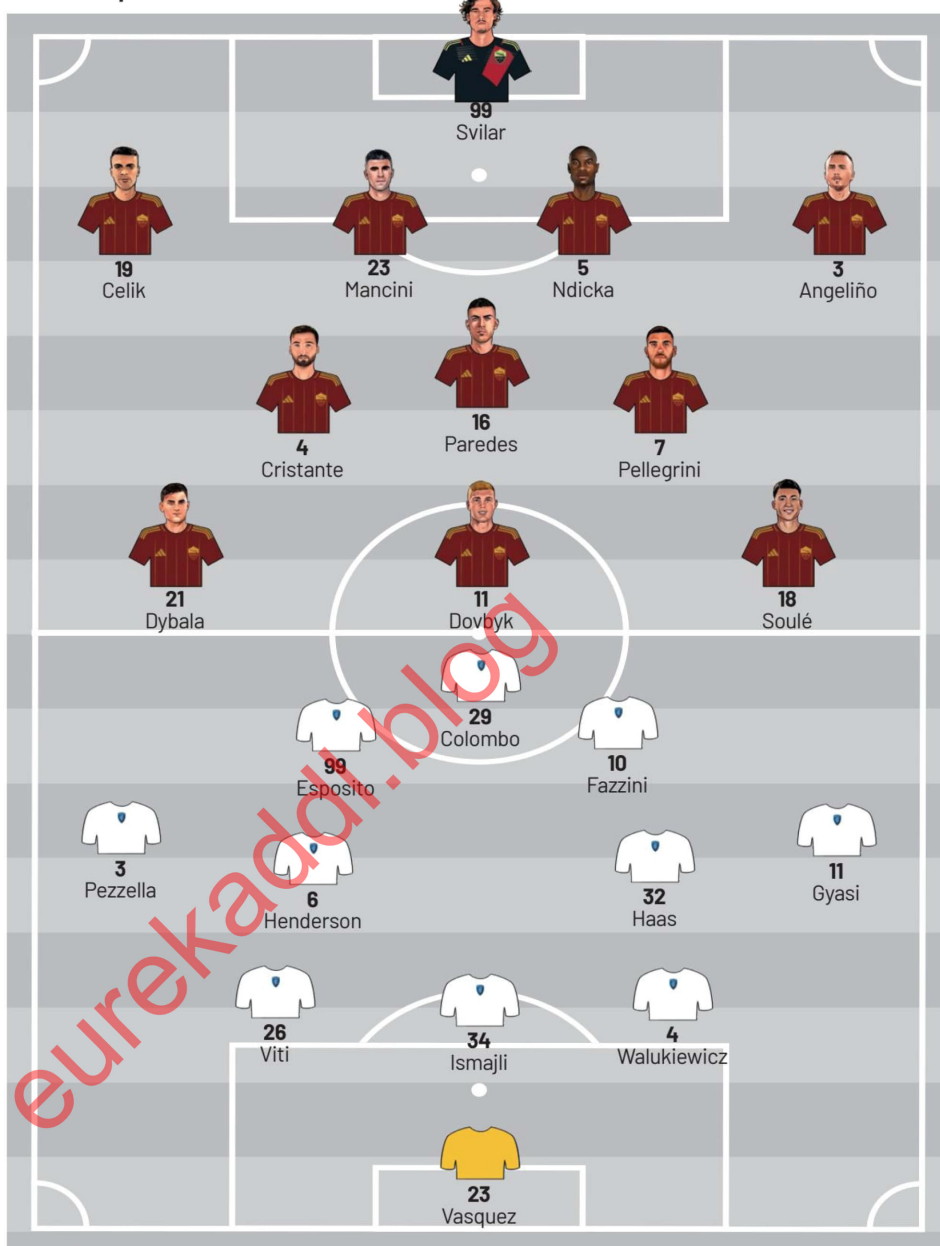 99
Svilar
19
Celik
23
Mancini
5
Ndicka
3
Angeliño
4
Cristante
16
Paredes
7
Pellegrini
21
Dybala
11
Dovbyk
18
Soulé
29
Colombo
99
Esposito
10
Fazzini
3
Pezzella
6
Henderson
32
Haas
11
Gyasi
26
Viti
34
Ismajli
4
Walukiewicz
23
Vasquez
eurekaddl.blog